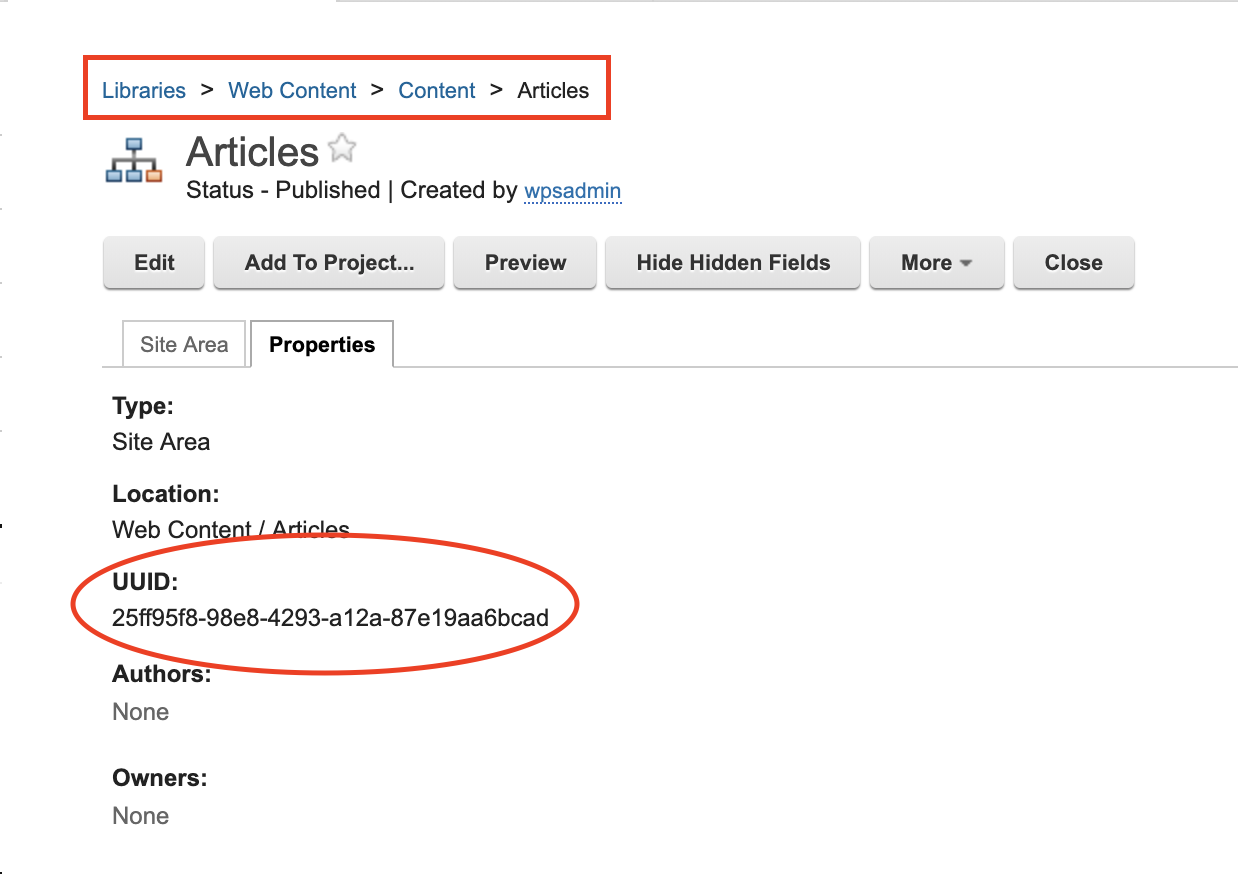 Libraries > Web Content > Content > Articles
Articles
Status - Published | Created by wpsadmin
Edit Add To Project... Preview Hide Hidden Fields More Close
Site Area Properties
Type:
Site Area
Location:
Web Content / Articles
UUID:
25ff95f8-98e8-4293-a12a-87e19aa6bcad
Authors:
None
Owners:
None